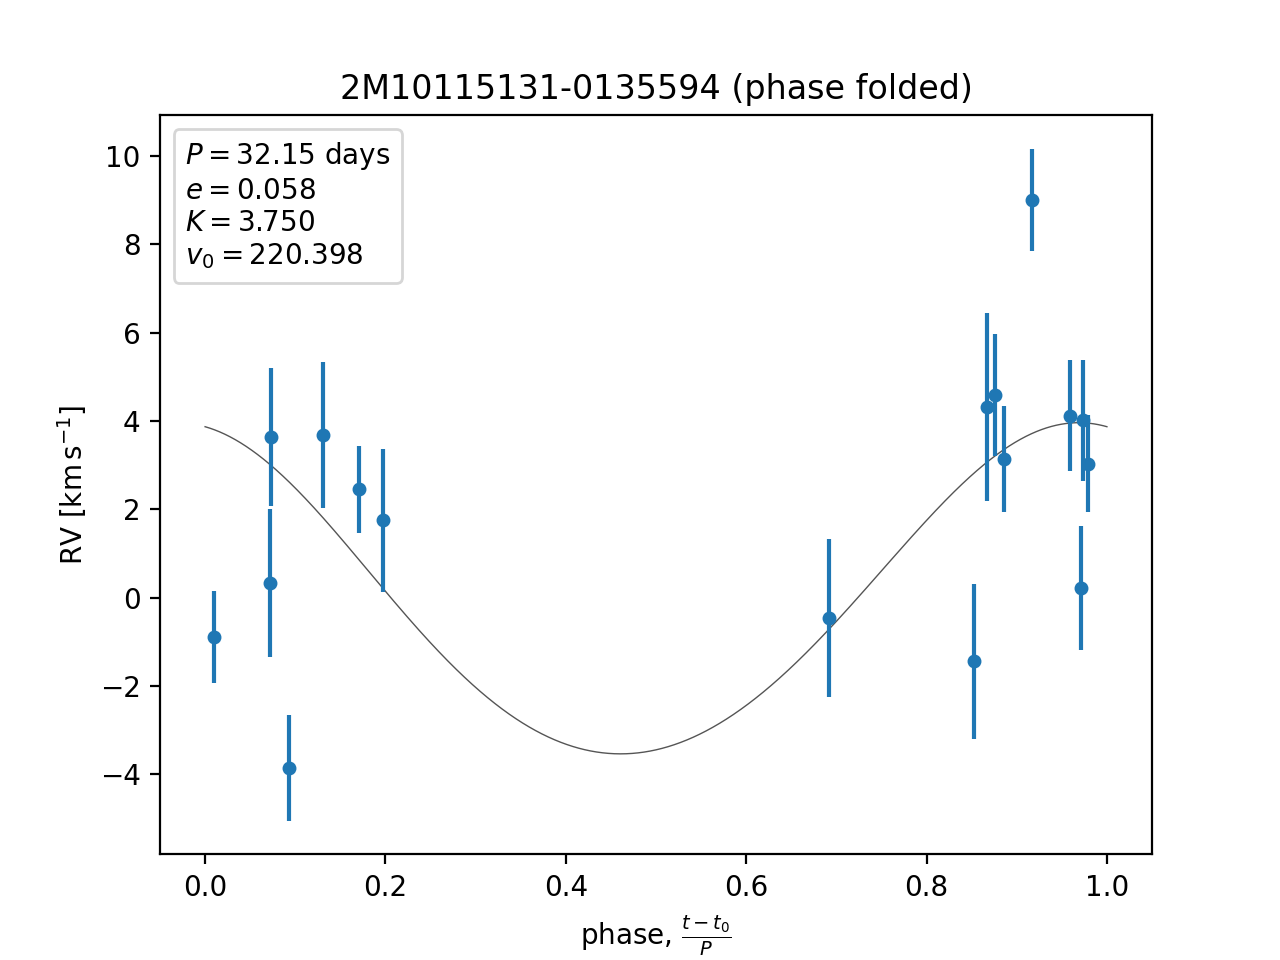 2M10115131-0135594 (phase folded)
P = 32.15 days
e = 0.058
K = 3.750
v₀ = 220.398
10
8
6
4
2
0
−2
−4
RV [km s⁻¹]
0.0 0.2 0.4 0.6 0.8 1.0
phase, (t − t₀)/P